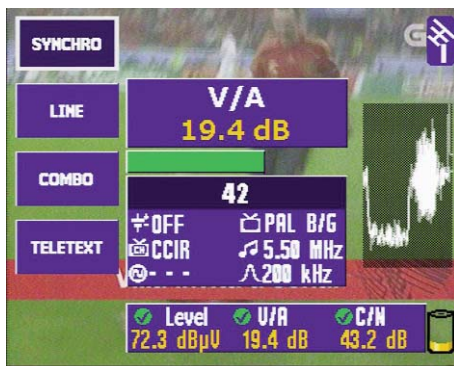 SYNCHRO
G
LINE
V/A
19.4 dB
COMBO
42
OFF
PAL B/G
CCIR
5.50 MHz
- - -
200 kHz
TELETEXT
Level
V/A
C/N
72.3 dBµV
19.4 dB
43.2 dB